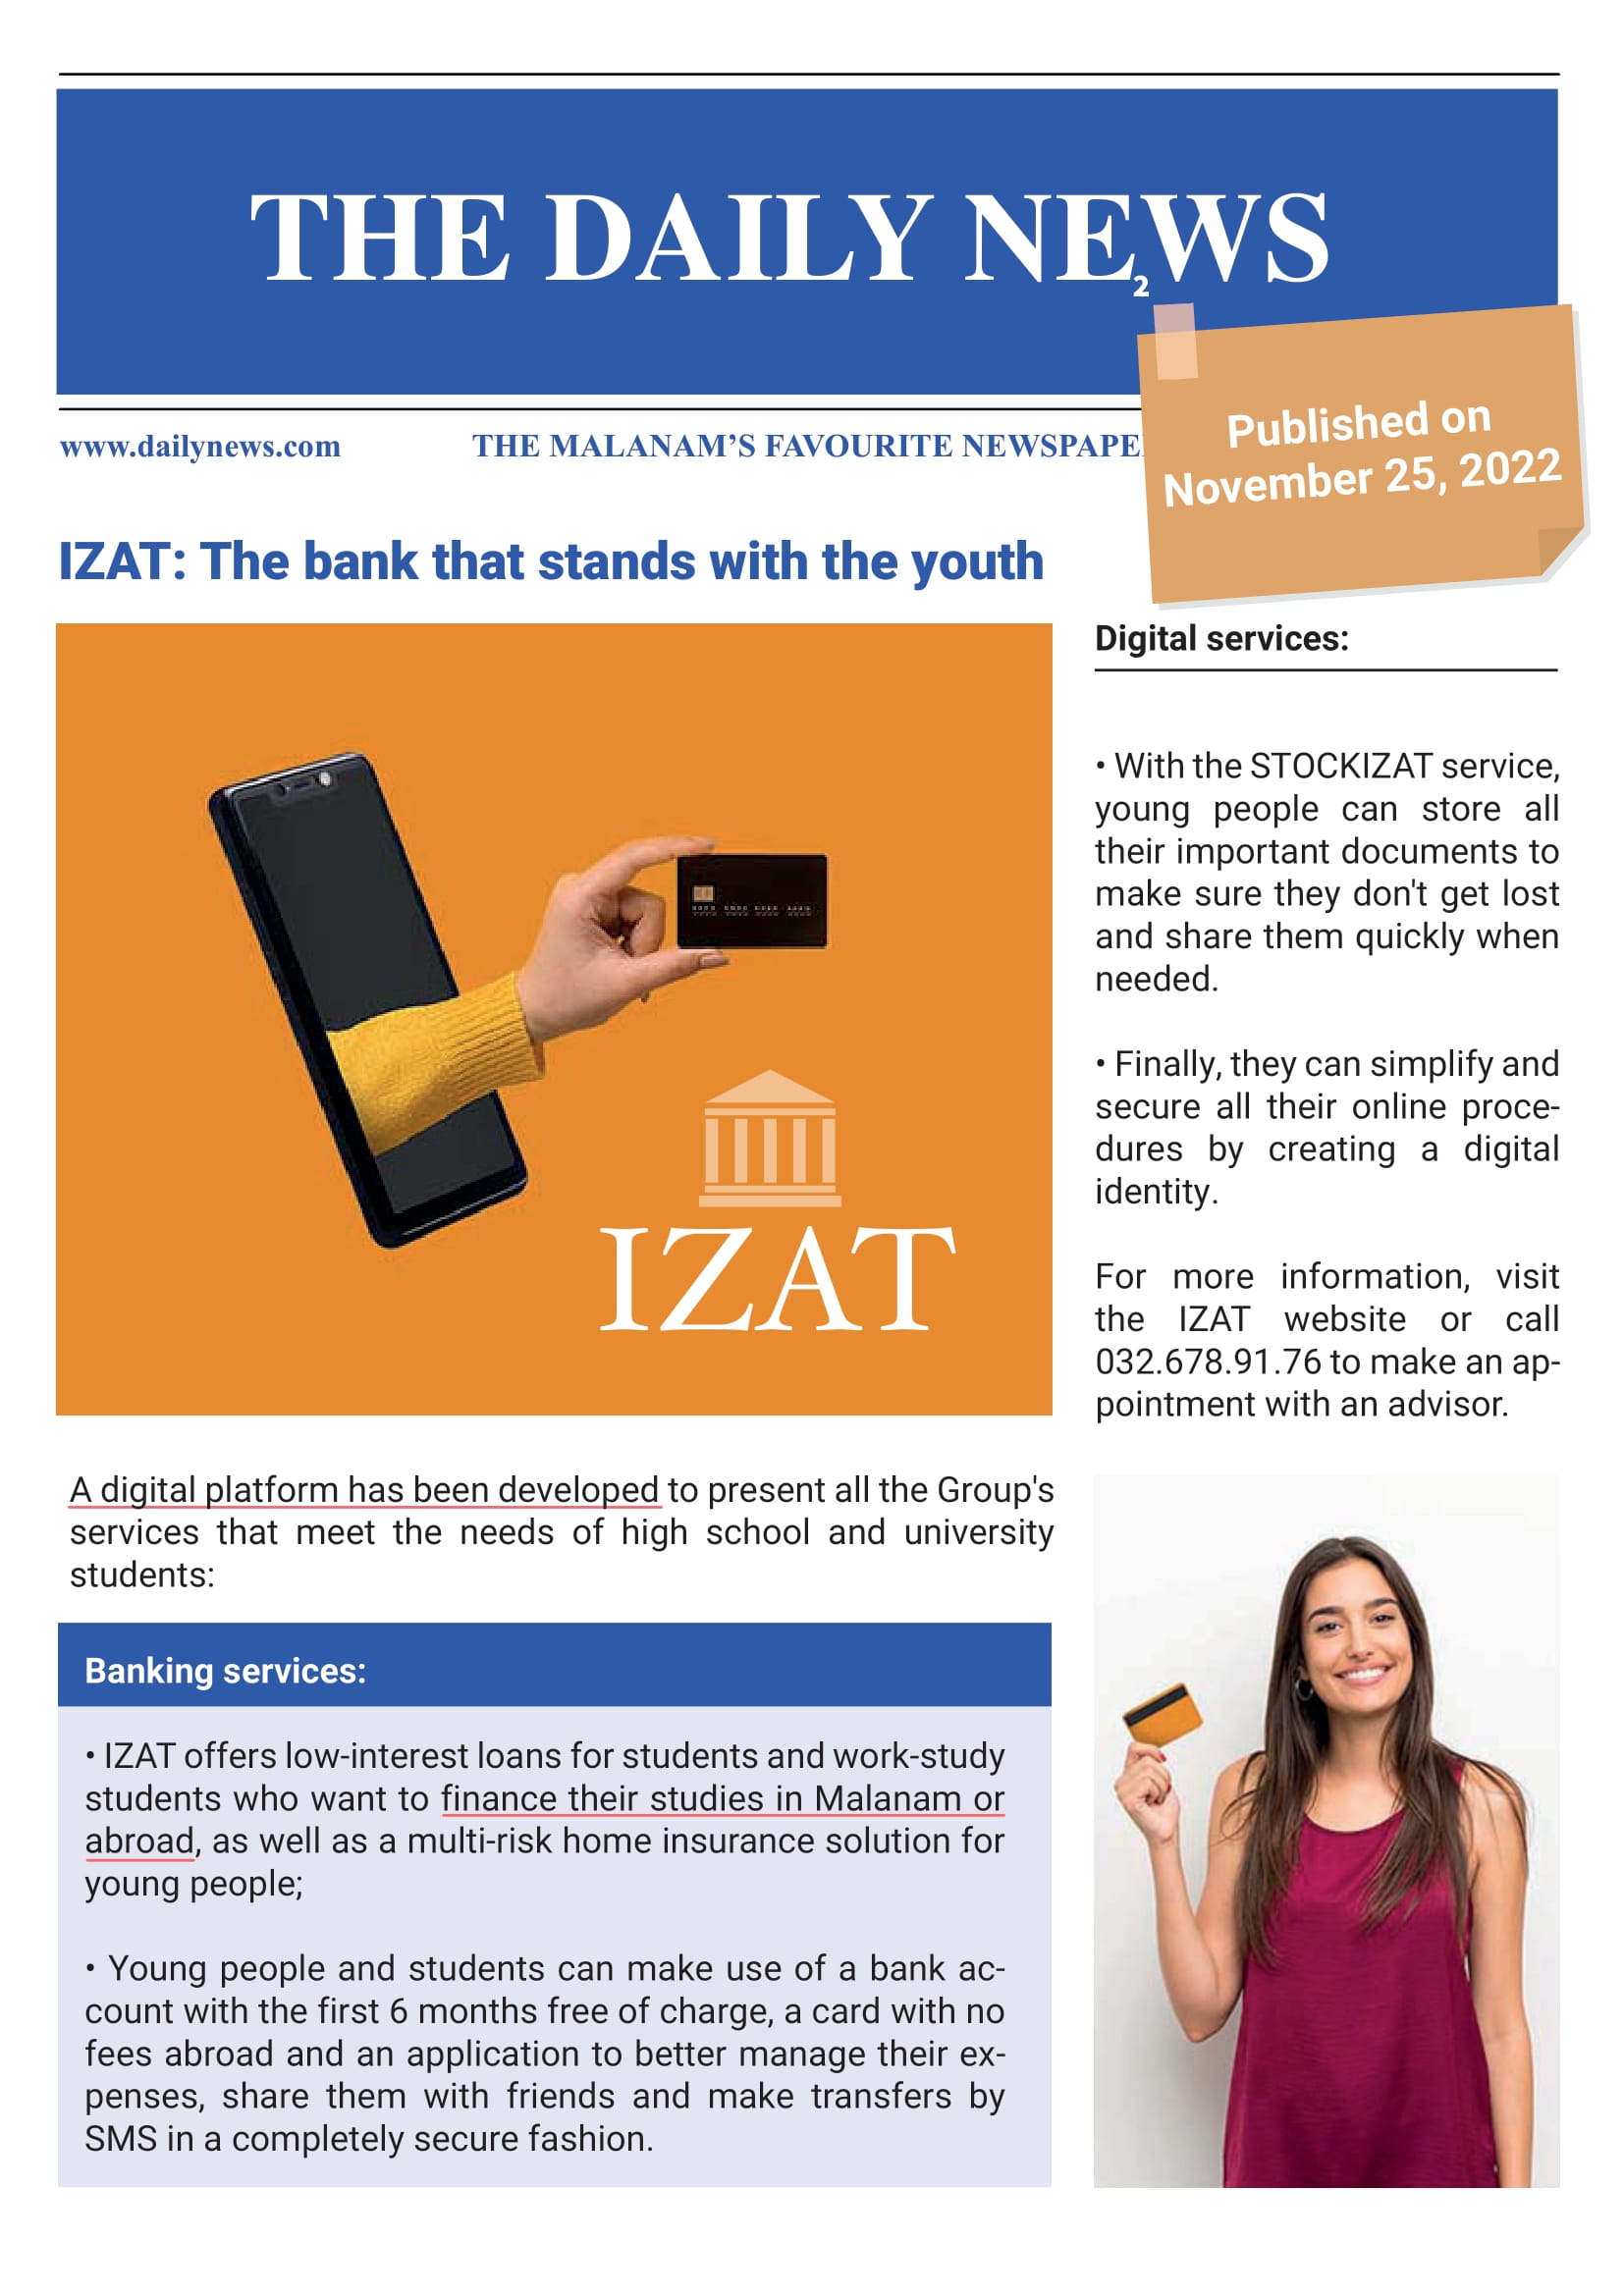 THE DAILY NEWS
2
Published on
November 25, 2022
www.dailynews.com
THE MALANAM’S FAVOURITE NEWSPAPE
IZAT: The bank that stands with the youth
IZAT
A digital platform has been developed to present all the Group's
services that meet the needs of high school and university
students:
Banking services:
• IZAT offers low-interest loans for students and work-study
students who want to finance their studies in Malanam or
abroad, as well as a multi-risk home insurance solution for
young people;
• Young people and students can make use of a bank ac-
count with the first 6 months free of charge, a card with no
fees abroad and an application to better manage their ex-
penses, share them with friends and make transfers by
SMS in a completely secure fashion.
Digital services:
• With the STOCKIZAT service,
young people can store all
their important documents to
make sure they don't get lost
and share them quickly when
needed.
• Finally, they can simplify and
secure all their online proce-
dures by creating a digital
identity.
For more information, visit
the IZAT website or call
032.678.91.76 to make an ap-
pointment with an advisor.